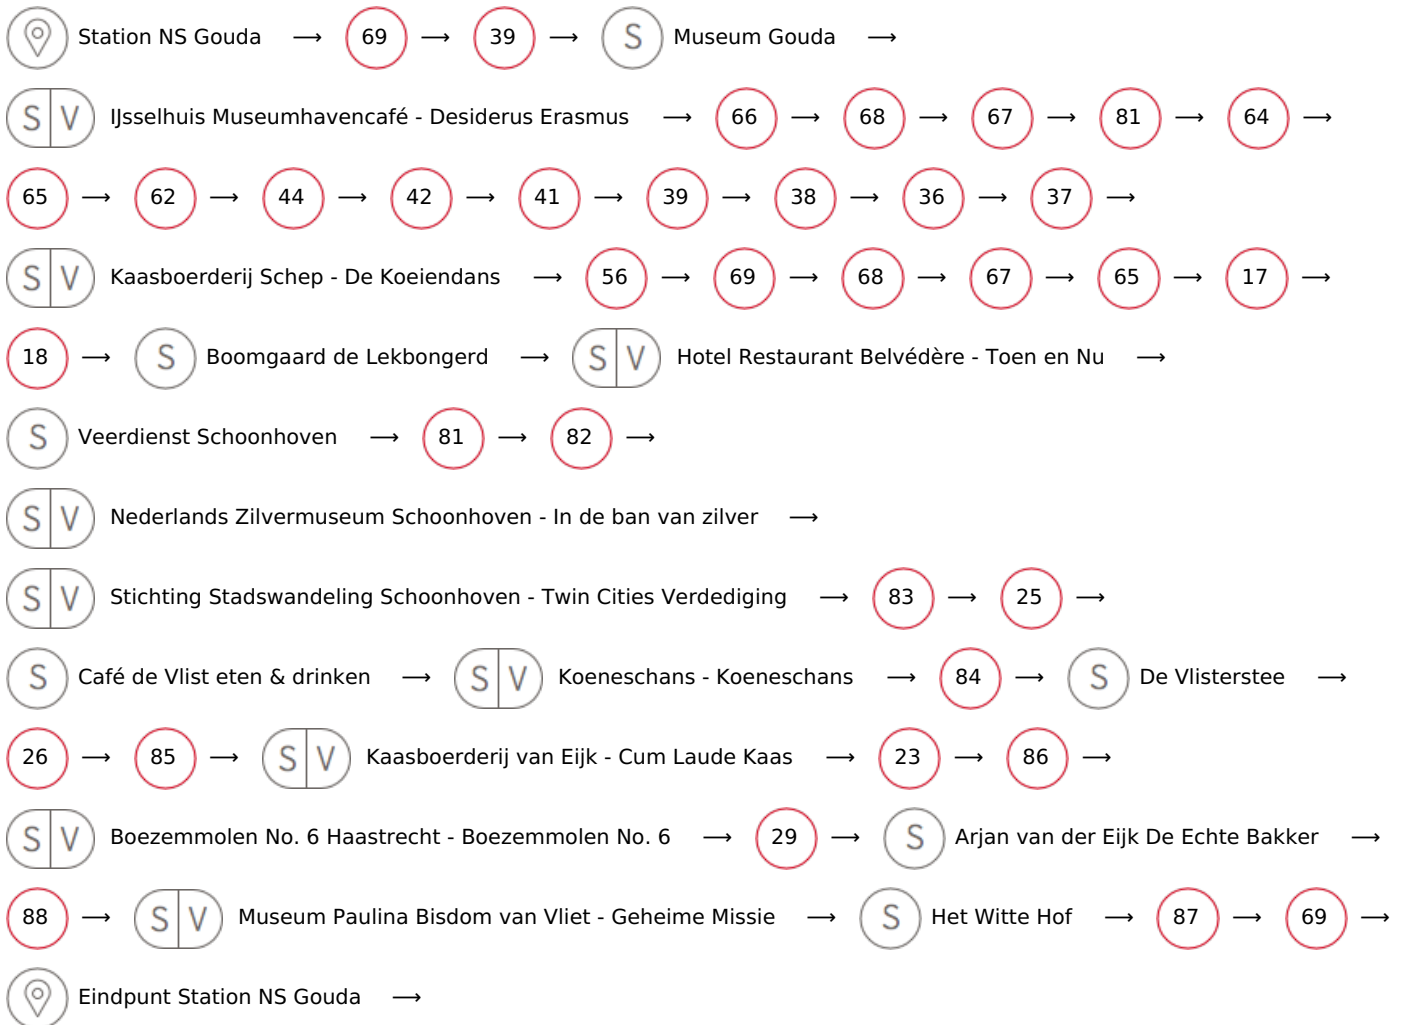 Station NS Gouda → 69 → 39 → S Museum Gouda →
S V IJsselhuis Museumhavencafé - Desiderus Erasmus → 66 → 68 → 67 → 81 → 64 →
65 → 62 → 44 → 42 → 41 → 39 → 38 → 36 → 37 →
S V Kaasboerderij Schep - De Koeiendans → 56 → 69 → 68 → 67 → 65 → 17 →
18 → S Boomgaard de Lekbongerd → S V Hotel Restaurant Belvédère - Toen en Nu →
S Veerdienst Schoonhoven → 81 → 82 →
S V Nederlands Zilvermuseum Schoonhoven - In de ban van zilver →
S V Stichting Stadswandeling Schoonhoven - Twin Cities Verdediging → 83 → 25 →
S Café de Vlist eten & drinken → S V Koeneschans - Koeneschans → 84 → S De Vlisterstee →
26 → 85 → S V Kaasboerderij van Eijk - Cum Laude Kaas → 23 → 86 →
S V Boezemmolen No. 6 Haastrecht - Boezemmolen No. 6 → 29 → S Arjan van der Eijk De Echte Bakker →
88 → S V Museum Paulina Bisdom van Vliet - Geheime Missie → S Het Witte Hof → 87 → 69 →
Eindpunt Station NS Gouda →